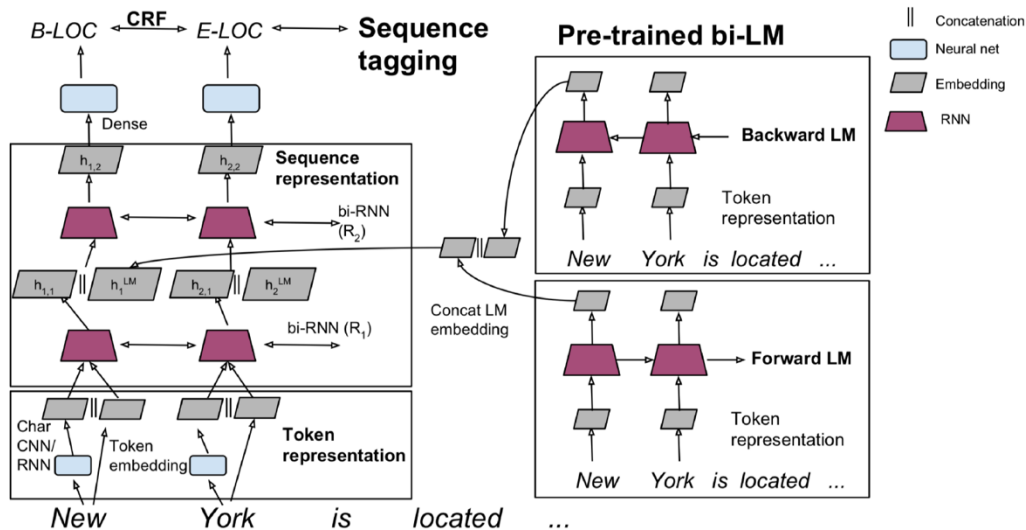 B-LOC
CRF
E-LOC
Sequence
tagging
Dense
h1,2
h2,2
Sequence
representation
bi-RNN
(R2)
h1,1
||
h1LM
h2,1
||
h2LM
bi-RNN (R1)
||
||
Char
CNN/
RNN
Token
embedding
Token
representation
New York is located ...
Pre-trained bi-LM
Backward LM
Token
representation
New York is located ...
||
Concat LM
embedding
Forward LM
Token
representation
New York is located ...
|| Concatenation
Neural net
Embedding
RNN